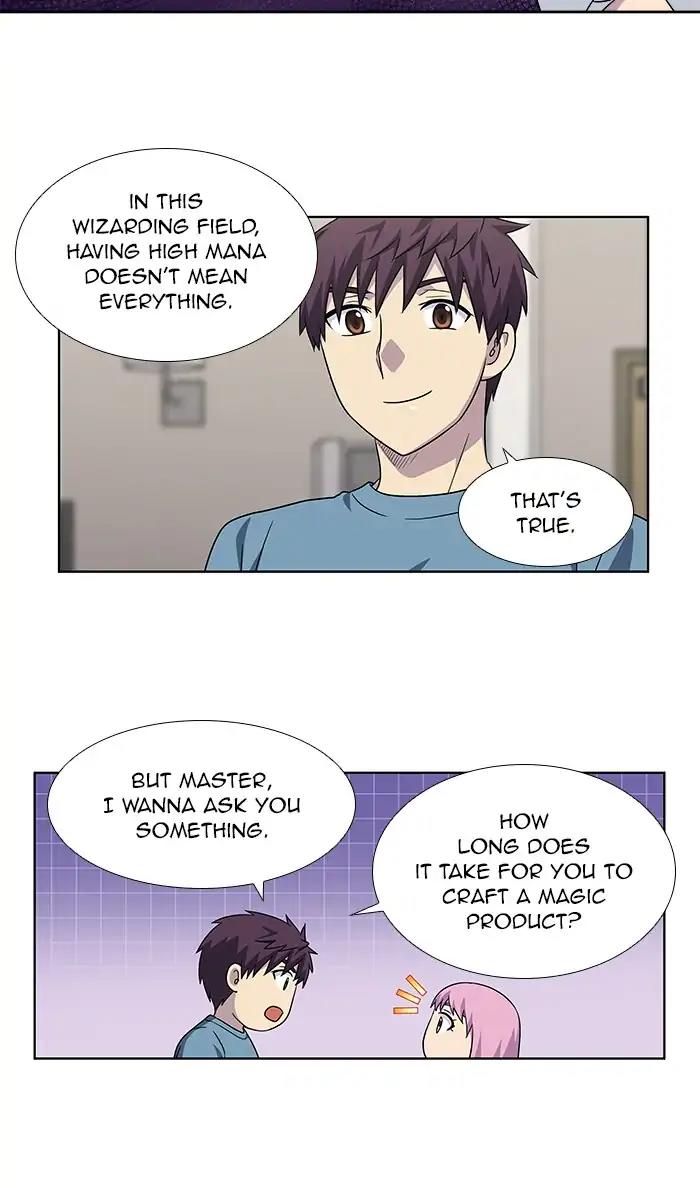 IN THIS
WIZARDING FIELD,
HAVING HIGH MANA
DOESN'T MEAN
EVERYTHING.
THAT'S
TRUE.
BUT MASTER,
I WANNA ASK YOU
SOMETHING.
HOW
LONG DOES
IT TAKE FOR YOU TO
CRAFT A MAGIC
PRODUCT?